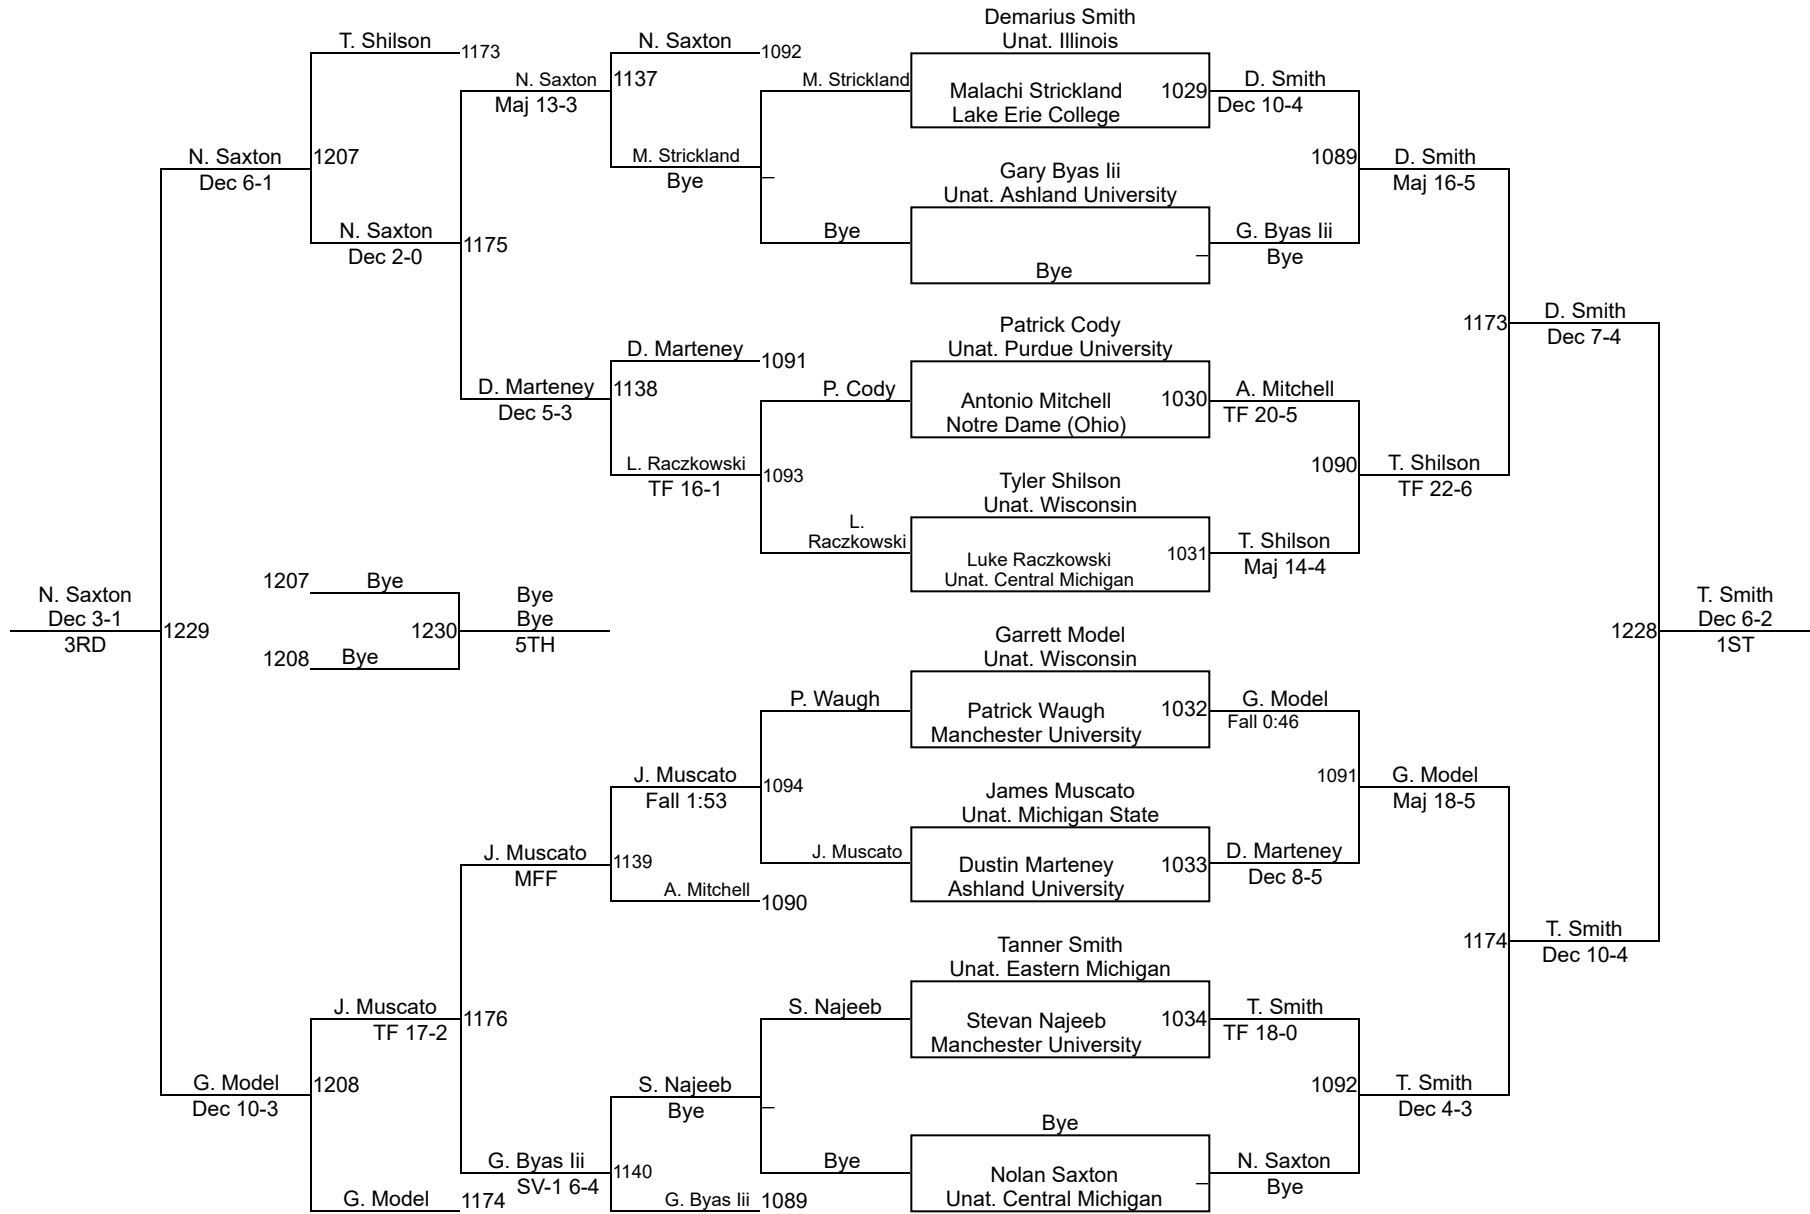 Demarius Smith
Unat. Illinois
T. Shilson
1173
N. Saxton
1092
N. Saxton
1137
Maj 13-3
M. Strickland
Malachi Strickland
Lake Erie College
1029
D. Smith
Dec 10-4
N. Saxton
Dec 6-1
1207
M. Strickland
Bye
–
Gary Byas Iii
Unat. Ashland University
1089
D. Smith
Maj 16-5
N. Saxton
Dec 2-0
1175
Bye
Bye
–
G. Byas Iii
Bye
Patrick Cody
Unat. Purdue University
1173
D. Smith
Dec 7-4
D. Marteney
1091
D. Marteney
Dec 5-3
1138
P. Cody
Antonio Mitchell
Notre Dame (Ohio)
1030
A. Mitchell
TF 20-5
L. Raczkowski
TF 16-1
1093
Tyler Shilson
Unat. Wisconsin
1090
T. Shilson
TF 22-6
L.
Raczkowski
Luke Raczkowski
Unat. Central Michigan
1031
T. Shilson
Maj 14-4
N. Saxton
Dec 3-1
3RD
1229
1207
Bye
1208
Bye
1230
Bye
Bye
5TH
Garrett Model
Unat. Wisconsin
1228
T. Smith
Dec 6-2
1ST
P. Waugh
Patrick Waugh
Manchester University
1032
G. Model
Fall 0:46
J. Muscato
Fall 1:53
1094
James Muscato
Unat. Michigan State
1091
G. Model
Maj 18-5
J. Muscato
MFF
1139
J. Muscato
Dustin Marteney
Ashland University
1033
D. Marteney
Dec 8-5
A. Mitchell
1090
Tanner Smith
Unat. Eastern Michigan
1174
T. Smith
Dec 10-4
J. Muscato
TF 17-2
1176
S. Najeeb
Stevan Najeeb
Manchester University
1034
T. Smith
TF 18-0
G. Model
Dec 10-3
1208
S. Najeeb
Bye
–
Bye
1092
T. Smith
Dec 4-3
G. Byas Iii
SV-1 6-4
1140
Bye
Nolan Saxton
Unat. Central Michigan
–
N. Saxton
Bye
G. Model
1174
G. Byas Iii
1089